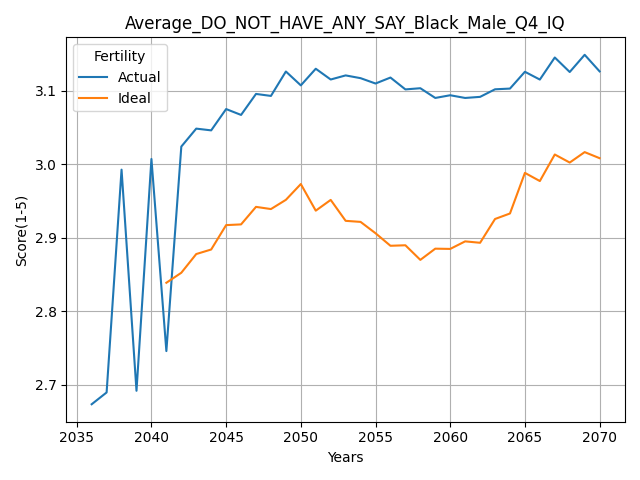 Average_DO_NOT_HAVE_ANY_SAY_Black_Male_Q4_IQ
Fertility
Actual
Ideal
Score(1-5)
3.1
3.0
2.9
2.8
2.7
2035 2040 2045 2050 2055 2060 2065 2070
Years